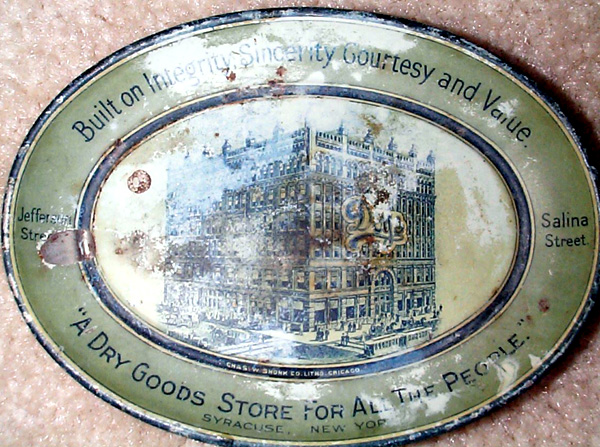 Built on Integrity Sincerity Courtesy and Value.
Jefferson
Street
Salina
Street.
CHAS. W. SHONK CO. LITHO. CHICAGO.
"A DRY GOODS STORE FOR ALL THE PEOPLE."
SYRACUSE, NEW YORK